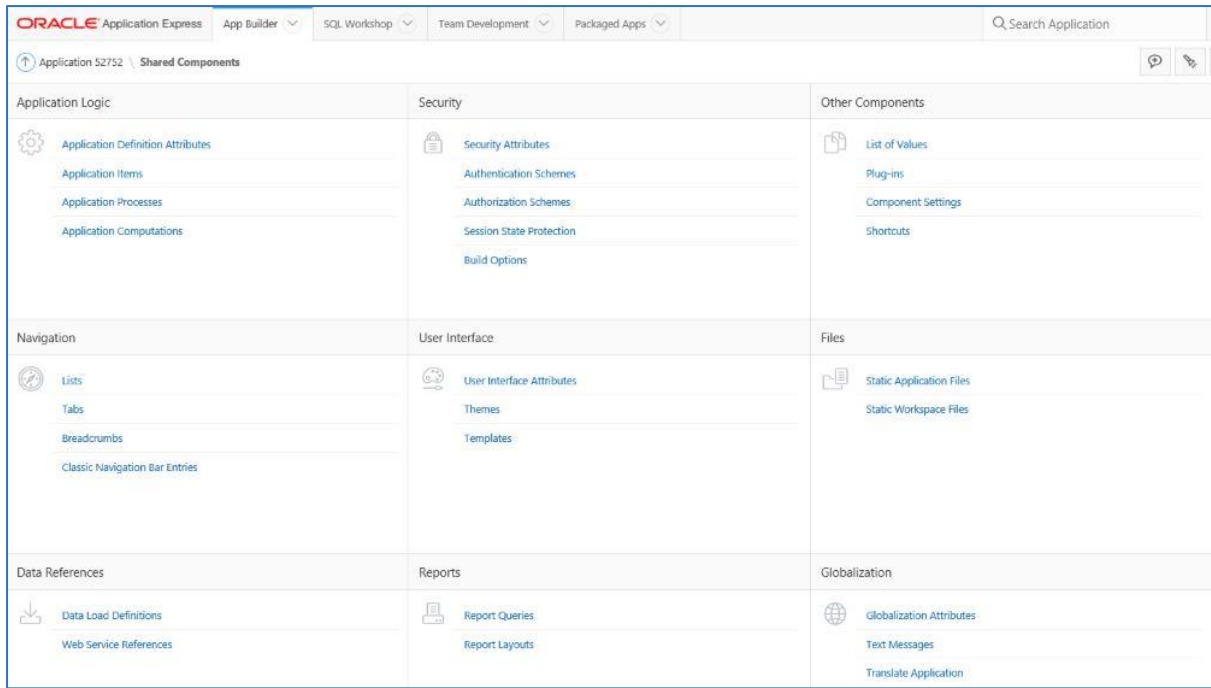 ORACLE Application Express App Builder SQL Workshop Team Development Packaged Apps Search Application
Application 52752 \ Shared Components
Application Logic
Application Definition Attributes
Application Items
Application Processes
Application Computations
Security
Security Attributes
Authentication Schemes
Authorization Schemes
Session State Protection
Build Options
Other Components
List of Values
Plug-ins
Component Settings
Shortcuts
Navigation
Lists
Tabs
Breadcrumbs
Classic Navigation Bar Entries
User Interface
User Interface Attributes
Themes
Templates
Files
Static Application Files
Static Workspace Files
Data References
Data Load Definitions
Web Service References
Reports
Report Queries
Report Layouts
Globalization
Globalization Attributes
Text Messages
Translate Application